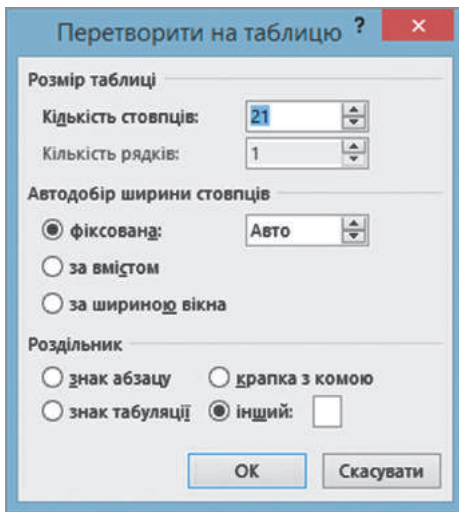 Перетворити на таблицю ?
Розмір таблиці
Кількість стовпців: 21
Кількість рядків: 1
Автодобір ширини стовпців
фіксована: Авто
за вмістом
за шириною вікна
Роздільник
знак абзацу крапка з комою
знак табуляції інший:
ОК Скасувати